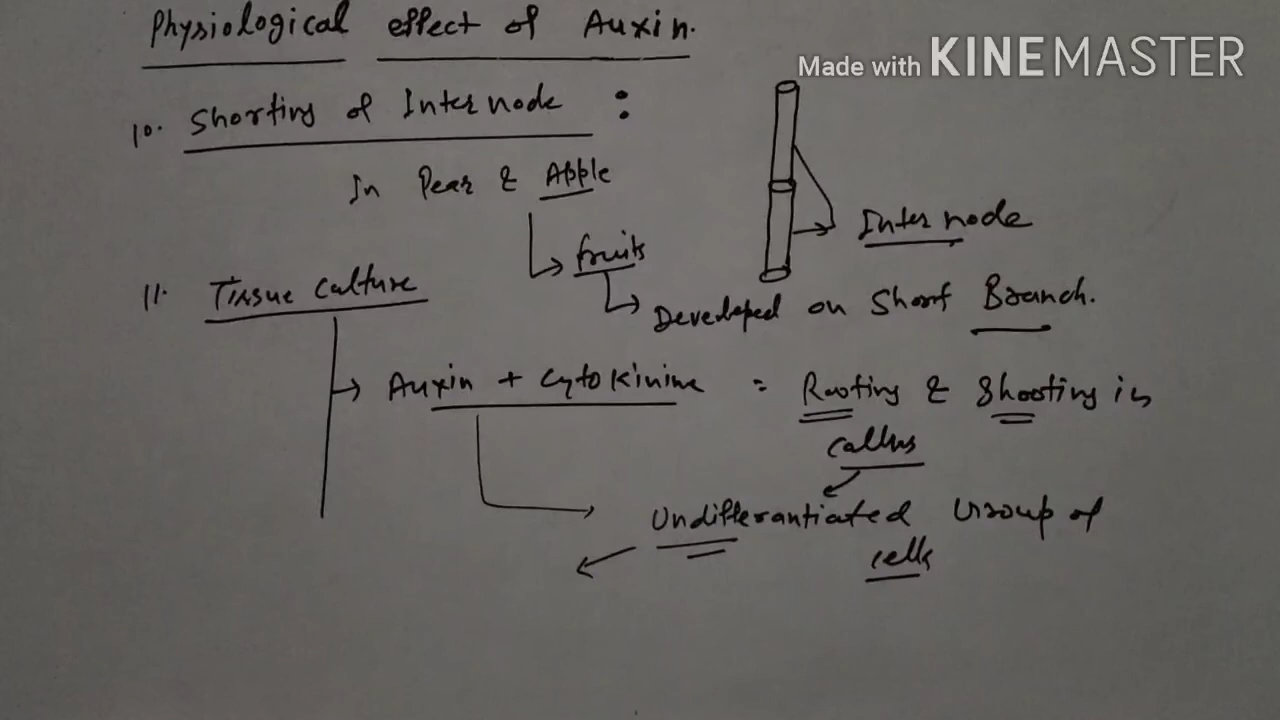 Physiological effect of Auxin.
Made with KINEMASTER
10. Shorting of Internode :
In Pear & Apple
Internode
fruits
11. Tissue Culture
Developed on Short Branch.
Auxin + Cytokinine = Rooting & Shooting in
callus
Undifferantiated Group of
cells